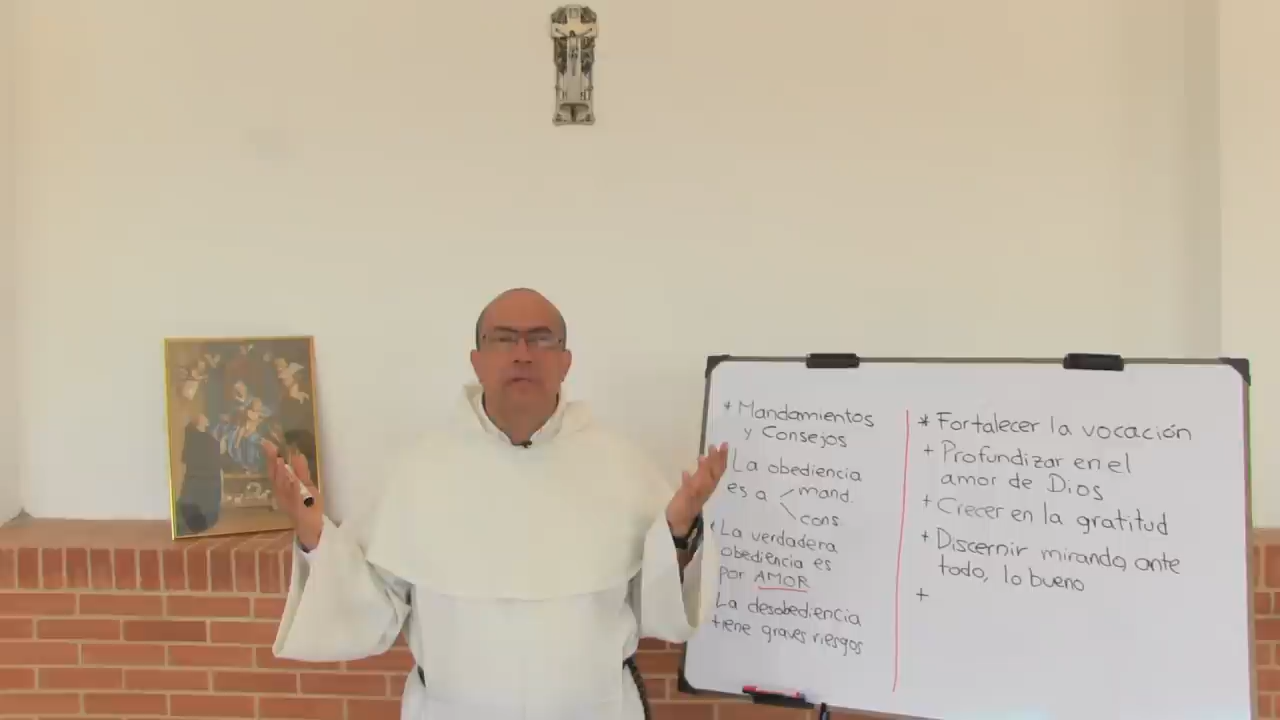 * Mandamientos
y Consejos
La obediencia
es a mand.
cons
* La verdadera
obediencia es
por AMOR
La desobediencia
tiene graves riesgos
* Fortalecer la vocación
+ Profundizar en el
amor de Dios
+ Crecer en la gratitud
+ Discernir mirando, ante
todo, lo bueno
+